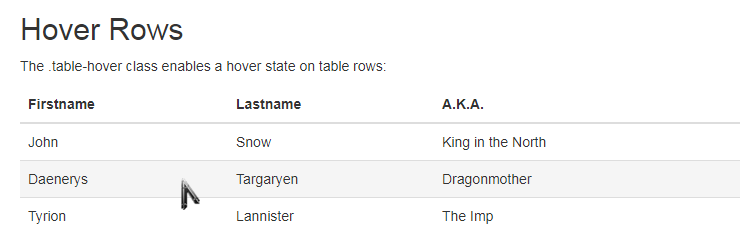 Hover Rows
The .table-hover class enables a hover state on table rows:
Firstname Lastname A.K.A.
John Snow King in the North
Daenerys Targaryen Dragonmother
Tyrion Lannister The Imp